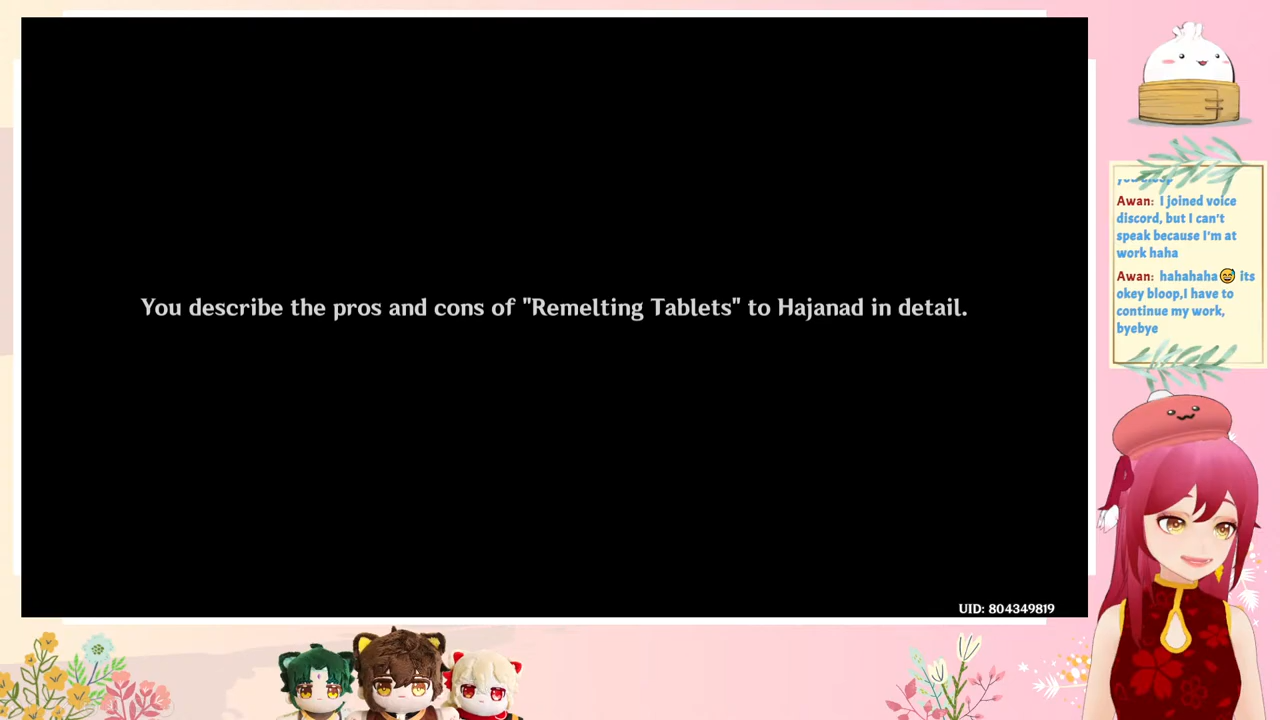 You describe the pros and cons of "Remelting Tablets" to Hajanad in detail.
UID: 804349819
Awan: I joined voice
discord, but I can't
speak because I'm at
work haha
Awan: hahahaha😅 its
okey bloop,I have to
continue my work,
byebye